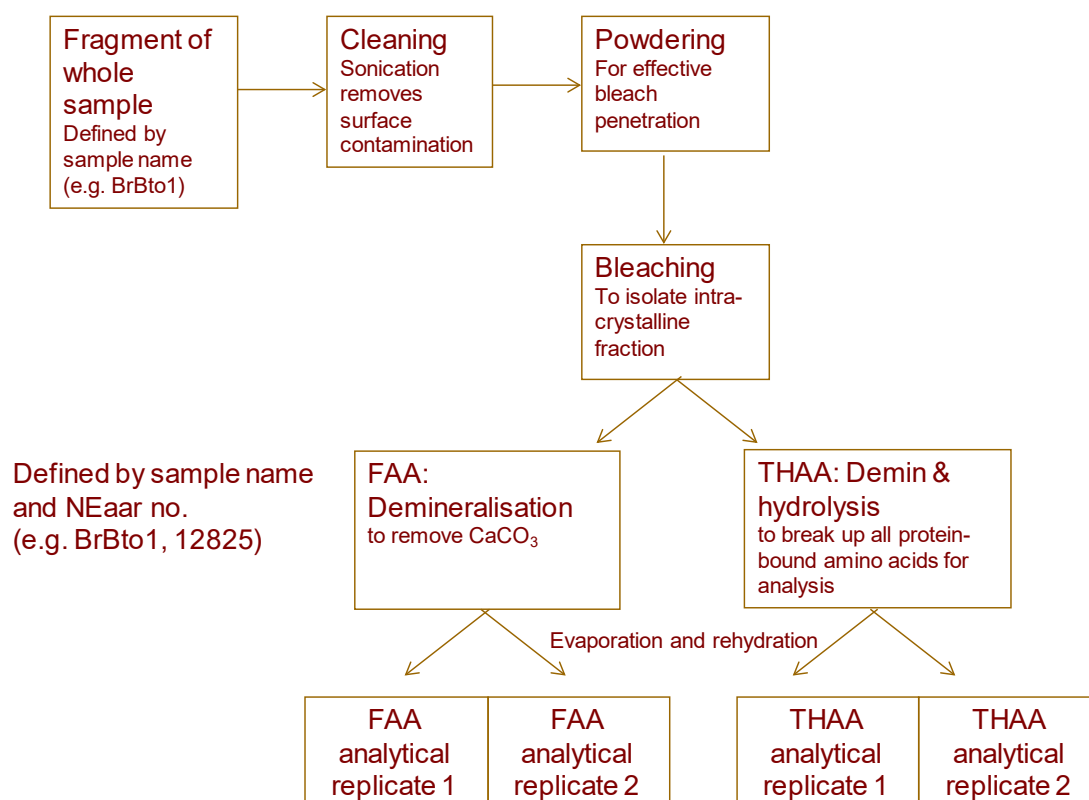 Fragment of
whole
sample
Defined by
sample name
(e.g. BrBto1)
Cleaning
Sonication
removes
surface
contamination
Powdering
For effective
bleach
penetration
Bleaching
To isolate intra-
crystalline
fraction
Defined by sample name
and NEaar no.
(e.g. BrBto1, 12825)
FAA:
Demineralisation
to remove CaCO₃
THAA: Demin &
hydrolysis
to break up all protein-
bound amino acids for
analysis
Evaporation and rehydration
FAA
analytical
replicate 1
FAA
analytical
replicate 2
THAA
analytical
replicate 1
THAA
analytical
replicate 2